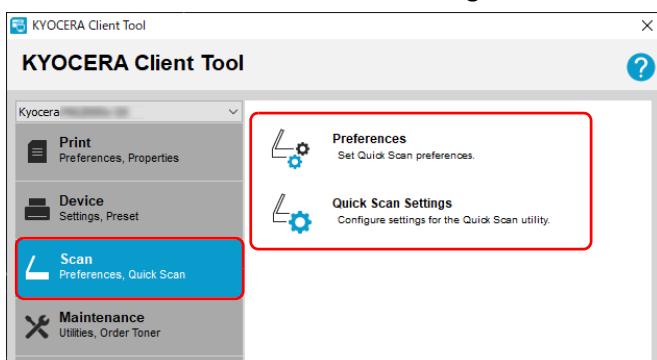 KYOCERA Client Tool
KYOCERA Client Tool
?
Kyocera
Print
Preferences, Properties
Device
Settings, Preset
Scan
Preferences, Quick Scan
Maintenance
Utilities, Order Toner
Preferences
Set Quick Scan preferences.
Quick Scan Settings
Configure settings for the Quick Scan utility.